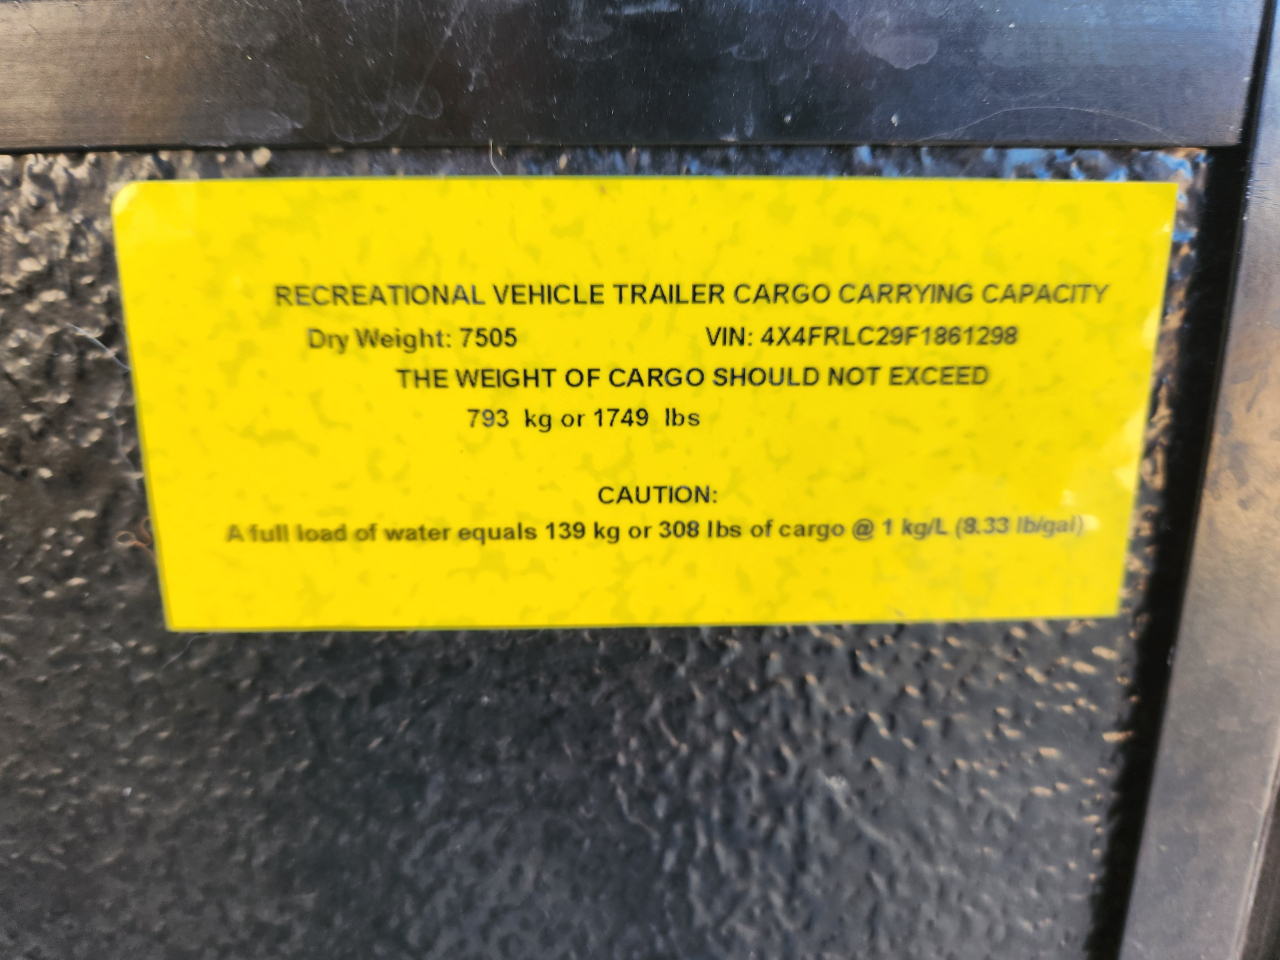 RECREATIONAL VEHICLE TRAILER CARGO CARRYING CAPACITY
Dry Weight: 7505 VIN: 4X4FRLC29F1861298
THE WEIGHT OF CARGO SHOULD NOT EXCEED
793 kg or 1749 lbs
CAUTION:
A full load of water equals 139 kg or 308 lbs of cargo @ 1 kg/L (8.33 lb/gal)